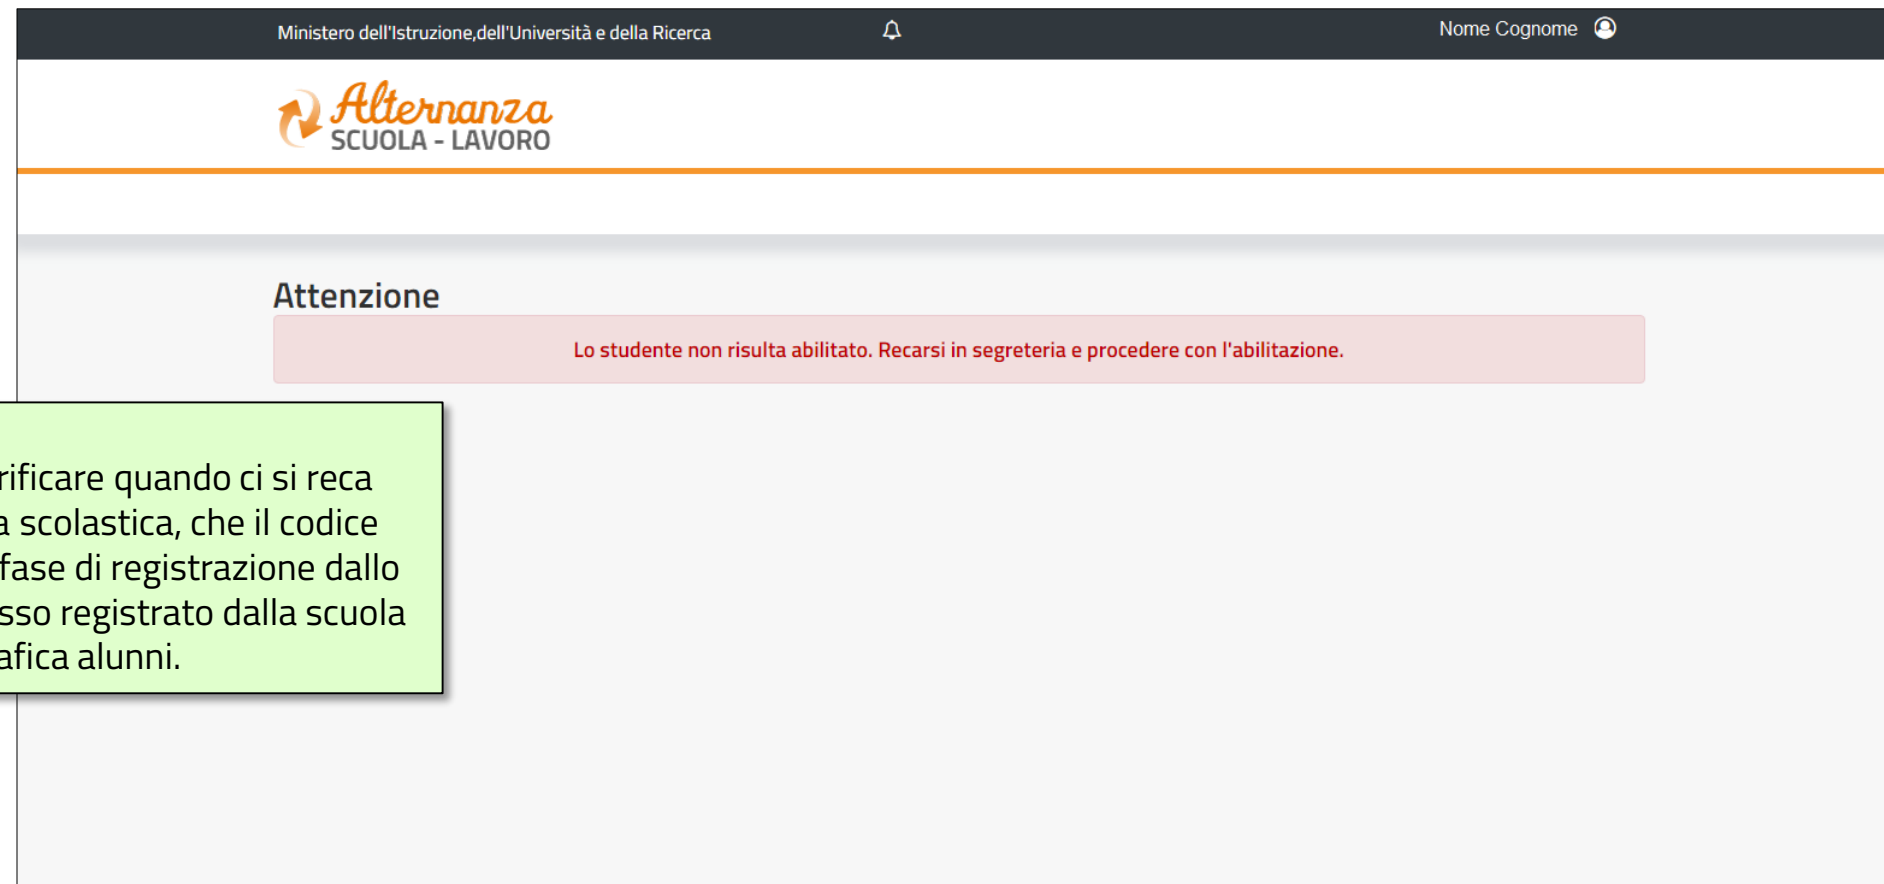 Ministero dell'Istruzione,dell'Università e della Ricerca
Nome Cognome
Alternanza
SCUOLA - LAVORO
Attenzione
Lo studente non risulta abilitato. Recarsi in segreteria e procedere con l'abilitazione.
rificare quando ci si reca
a scolastica, che il codice
fase di registrazione dallo
sso registrato dalla scuola
afica alunni.